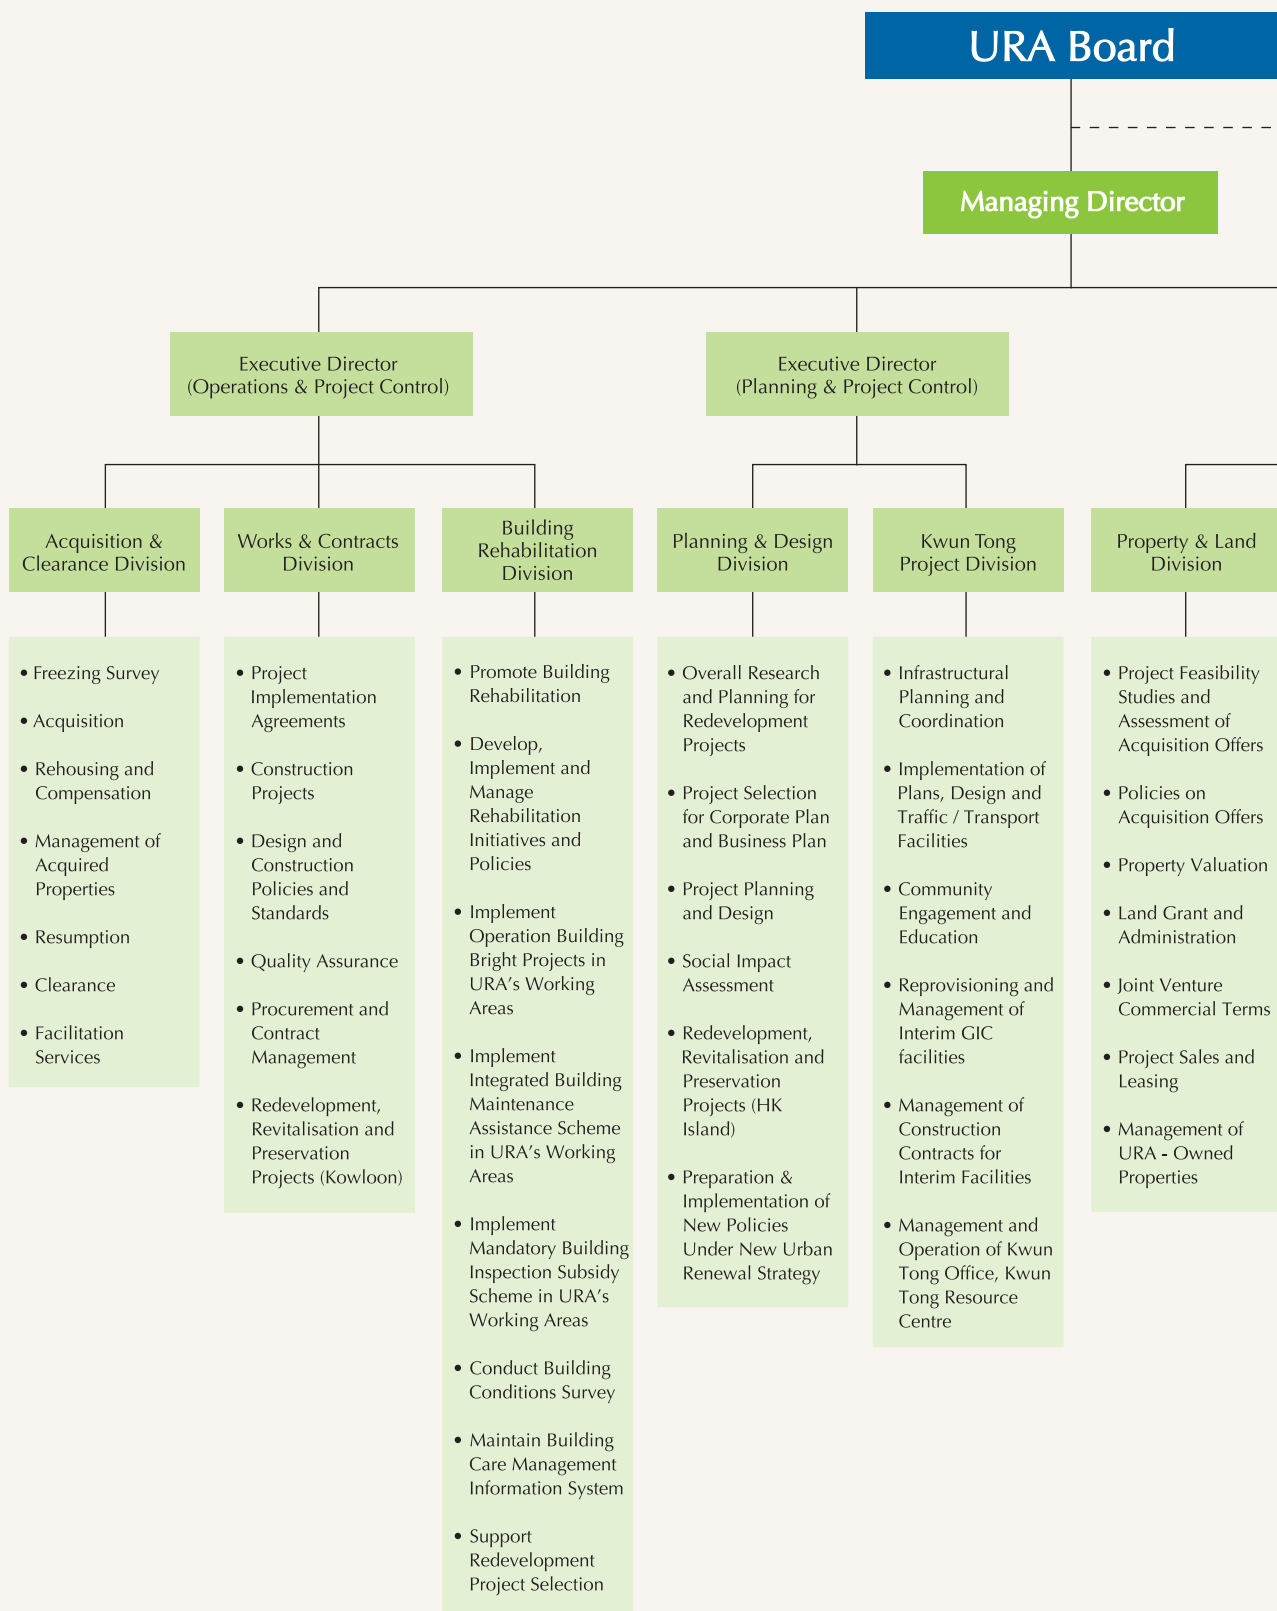 URA Board
Managing Director
Executive Director
(Operations & Project Control)
Executive Director
(Planning & Project Control)
Acquisition &
Clearance Division
Works & Contracts
Division
Building
Rehabilitation
Division
Planning & Design
Division
Kwun Tong
Project Division
Property & Land
Division
• Freezing Survey
• Acquisition
• Rehousing and
Compensation
• Management of
Acquired
Properties
• Resumption
• Clearance
• Facilitation
Services
• Project
Implementation
Agreements
• Construction
Projects
• Design and
Construction
Policies and
Standards
• Quality Assurance
• Procurement and
Contract
Management
• Redevelopment,
Revitalisation and
Preservation
Projects (Kowloon)
• Promote Building
Rehabilitation
• Develop,
Implement and
Manage
Rehabilitation
Initiatives and
Policies
• Implement
Operation Building
Bright Projects in
URA's Working
Areas
• Implement
Integrated Building
Maintenance
Assistance Scheme
in URA's Working
Areas
• Implement
Mandatory Building
Inspection Subsidy
Scheme in URA's
Working Areas
• Conduct Building
Conditions Survey
• Maintain Building
Care Management
Information System
• Support
Redevelopment
Project Selection
• Overall Research
and Planning for
Redevelopment
Projects
• Project Selection
for Corporate Plan
and Business Plan
• Project Planning
and Design
• Social Impact
Assessment
• Redevelopment,
Revitalisation and
Preservation
Projects (HK
Island)
• Preparation &
Implementation of
New Policies
Under New Urban
Renewal Strategy
• Infrastructural
Planning and
Coordination
• Implementation of
Plans, Design and
Traffic / Transport
Facilities
• Community
Engagement and
Education
• Reprovisioning and
Management of
Interim GIC
facilities
• Management of
Construction
Contracts for
Interim Facilities
• Management and
Operation of Kwun
Tong Office, Kwun
Tong Resource
Centre
• Project Feasibility
Studies and
Assessment of
Acquisition Offers
• Policies on
Acquisition Offers
• Property Valuation
• Land Grant and
Administration
• Joint Venture
Commercial Terms
• Project Sales and
Leasing
• Management of
URA - Owned
Properties